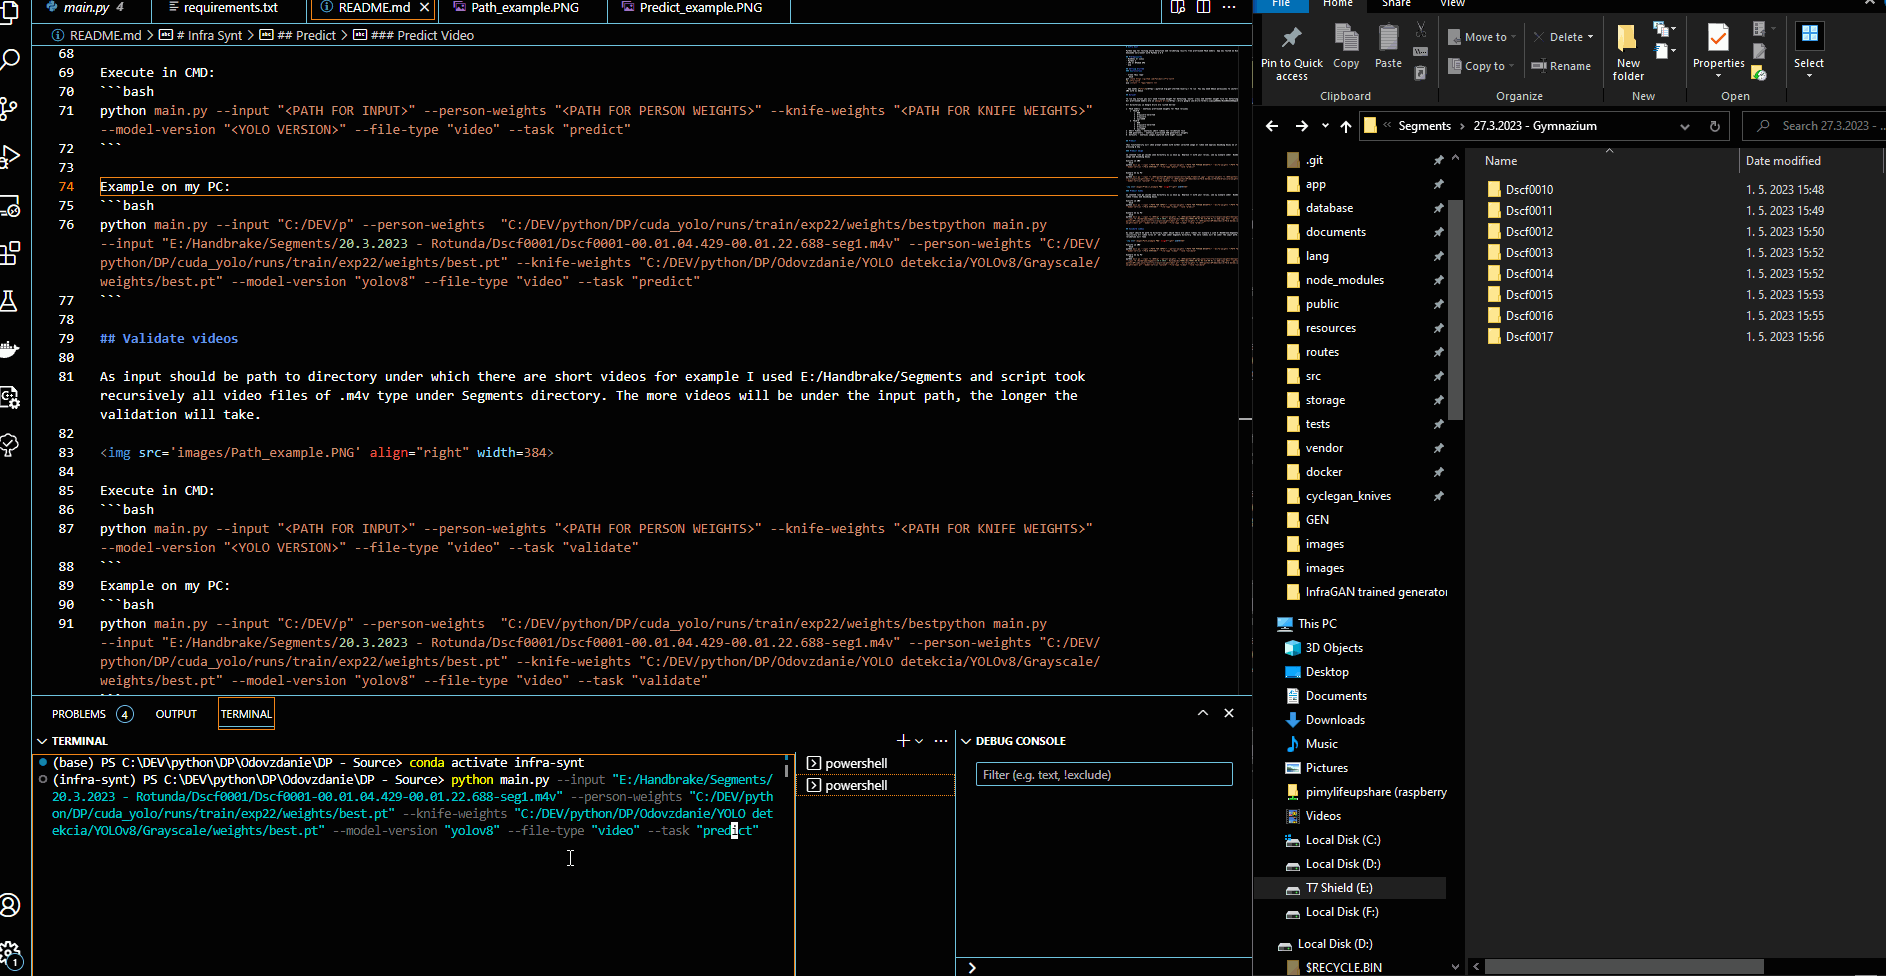 main.py 4
requirements.txt
README.md
Path_example.PNG
Predict_example.PNG
README.md > # Infra Synt > ## Predict > ### Predict Video
68
69 Execute in CMD:
70 ```bash
71 python main.py --input "<PATH FOR INPUT>" --person-weights "<PATH FOR PERSON WEIGHTS>" --knife-weights "<PATH FOR KNIFE WEIGHTS>"
--model-version "<YOLO VERSION>" --file-type "video" --task "predict"
72 ```
73
74 Example on my PC:
75 ```bash
76 python main.py --input "C:/DEV/p" --person-weights "C:/DEV/python/DP/cuda_yolo/runs/train/exp22/weights/bestpython main.py
--input "E:/Handbrake/Segments/20.3.2023 - Rotunda/Dscf0001/Dscf0001-00.01.04.429-00.01.22.688-seg1.m4v" --person-weights "C:/DEV/
python/DP/cuda_yolo/runs/train/exp22/weights/best.pt" --knife-weights "C:/DEV/python/DP/Odovzdanie/YOLO detekcia/YOLOv8/Grayscale/
weights/best.pt" --model-version "yolov8" --file-type "video" --task "predict"
77 ```
78
79 ## Validate videos
80
81 As input should be path to directory under which there are short videos for example I used E:/Handbrake/Segments and script took
recursively all video files of .m4v type under Segments directory. The more videos will be under the input path, the longer the
validation will take.
82
83 <img src='images/Path_example.PNG' align="right" width=384>
84
85 Execute in CMD:
86 ```bash
87 python main.py --input "<PATH FOR INPUT>" --person-weights "<PATH FOR PERSON WEIGHTS>" --knife-weights "<PATH FOR KNIFE WEIGHTS>"
--model-version "<YOLO VERSION>" --file-type "video" --task "validate"
88 ```
89 Example on my PC:
90 ```bash
91 python main.py --input "C:/DEV/p" --person-weights "C:/DEV/python/DP/cuda_yolo/runs/train/exp22/weights/bestpython main.py
--input "E:/Handbrake/Segments/20.3.2023 - Rotunda/Dscf0001/Dscf0001-00.01.04.429-00.01.22.688-seg1.m4v" --person-weights "C:/DEV/
python/DP/cuda_yolo/runs/train/exp22/weights/best.pt" --knife-weights "C:/DEV/python/DP/Odovzdanie/YOLO detekcia/YOLOv8/Grayscale/
weights/best.pt" --model-version "yolov8" --file-type "video" --task "validate"
PROBLEMS 4 OUTPUT TERMINAL
TERMINAL
(base) PS C:\DEV\python\DP\Odovzdanie\DP - Source> conda activate infra-synt
(infra-synt) PS C:\DEV\python\DP\Odovzdanie\DP - Source> python main.py --input "E:/Handbrake/Segments/
20.3.2023 - Rotunda/Dscf0001/Dscf0001-00.01.04.429-00.01.22.688-seg1.m4v" --person-weights "C:/DEV/pyth
on/DP/cuda_yolo/runs/train/exp22/weights/best.pt" --knife-weights "C:/DEV/python/DP/Odovzdanie/YOLO det
ekcia/YOLOv8/Grayscale/weights/best.pt" --model-version "yolov8" --file-type "video" --task "predict"
powershell
powershell
DEBUG CONSOLE
Filter (e.g. text, !exclude)
1
File Home Share View
Pin to Quick
access
Copy
Paste
Move to
Copy to
Delete
Rename
New
folder
Properties
Select
Clipboard
Organize
New
Open
« Segments > 27.3.2023 - Gymnazium
Search 27.3.2023 - ...
.git
app
database
documents
lang
node_modules
public
resources
routes
src
storage
tests
vendor
docker
cyclegan_knives
GEN
images
images
InfraGAN trained generator
This PC
3D Objects
Desktop
Documents
Downloads
Music
Pictures
pimylifeupshare (raspberry
Videos
Local Disk (C:)
Local Disk (D:)
T7 Shield (E:)
Local Disk (F:)
Local Disk (D:)
$RECYCLE.BIN
Name Date modified
Dscf0010 1. 5. 2023 15:48
Dscf0011 1. 5. 2023 15:49
Dscf0012 1. 5. 2023 15:50
Dscf0013 1. 5. 2023 15:52
Dscf0014 1. 5. 2023 15:52
Dscf0015 1. 5. 2023 15:53
Dscf0016 1. 5. 2023 15:55
Dscf0017 1. 5. 2023 15:56